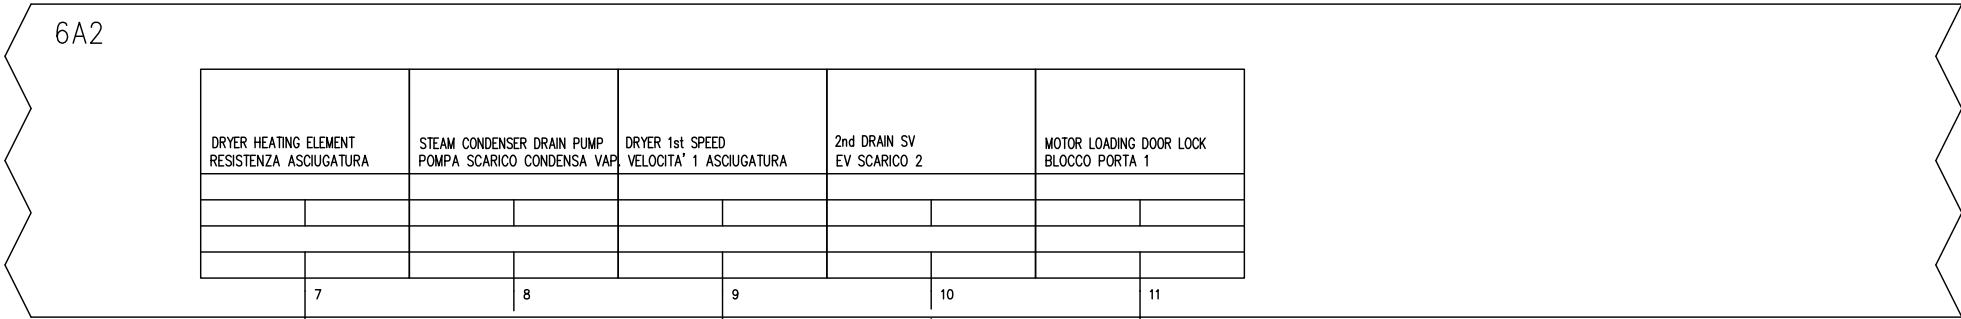 6A2
DRYER HEATING ELEMENT
RESISTENZA ASCIUGATURA
STEAM CONDENSER DRAIN PUMP
POMPA SCARICO CONDENSA VAP.
DRYER 1st SPEED
VELOCITA' 1 ASCIUGATURA
2nd DRAIN SV
EV SCARICO 2
MOTOR LOADING DOOR LOCK
BLOCCO PORTA 1
7
8
9
10
11